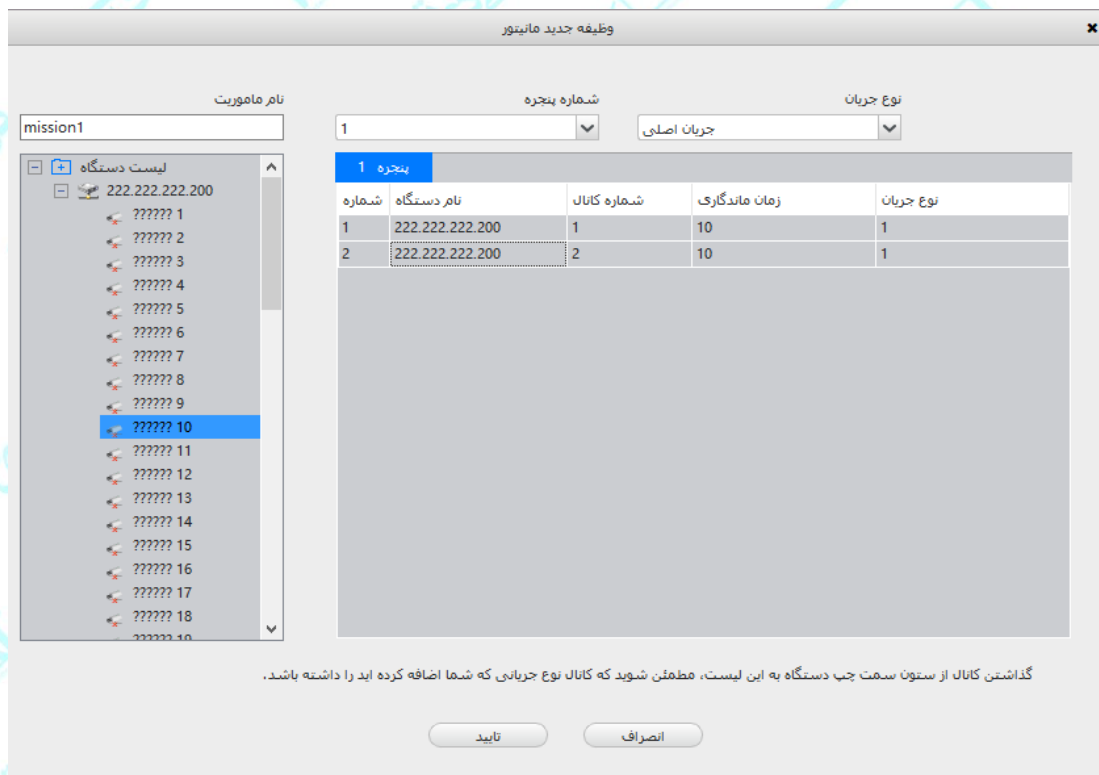 وظیفه جدید مانیتور
نام ماموریت
شماره پنجره
نوع جریان
mission1
1
جریان اصلی
لیست دستگاه
222.222.222.200
?????? 1
?????? 2
?????? 3
?????? 4
?????? 5
?????? 6
?????? 7
?????? 8
?????? 9
?????? 10
?????? 11
?????? 12
?????? 13
?????? 14
?????? 15
?????? 16
?????? 17
?????? 18
?????? 19
پنجره 1
شماره نام دستگاه شماره کانال زمان ماندگاری نوع جریان
1 222.222.222.200 1 10 1
2 222.222.222.200 2 10 1
گذاشتن کانال از ستون سمت چپ دستگاه به این لیست، مطمئن شوید که کانال نوع جریانی که شما اضافه کرده اید را داشته باشد.
تایید
انصراف